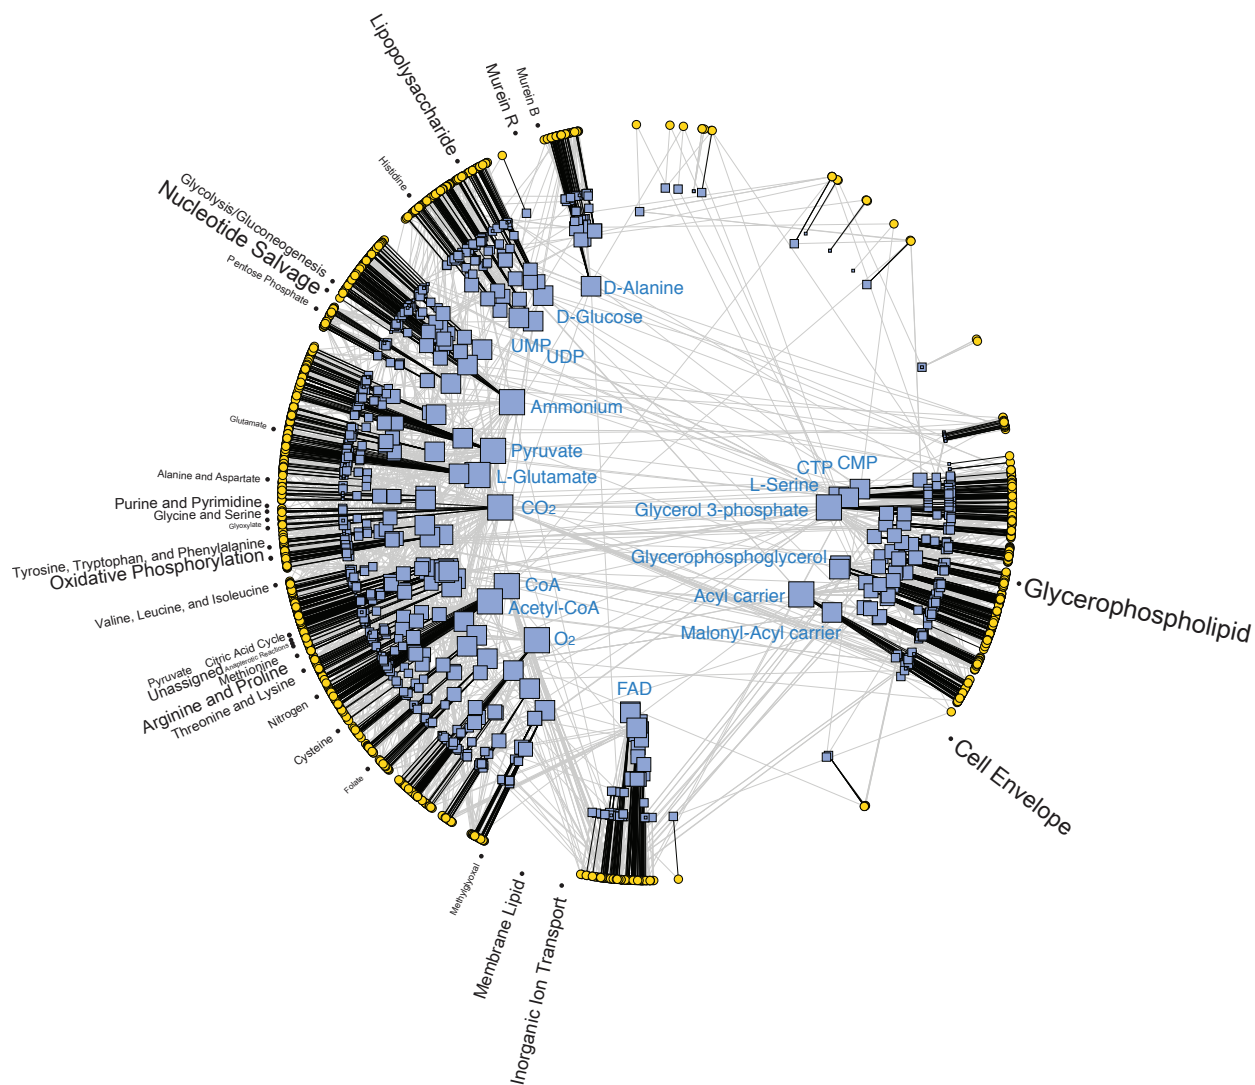 Lipopolysaccharide
Murein R
Murein B
Histidine
Glycolysis/Gluconeogenesis
Nucleotide Salvage
Pentose Phosphate
D-Alanine
D-Glucose
UMP
UDP
Ammonium
Glutamate
Pyruvate
Alanine and Aspartate
L-Glutamate
CTP
CMP
L-Serine
Purine and Pyrimidine
Glycine and Serine
Glyoxylate
CO2
Glycerol 3-phosphate
Tyrosine, Tryptophan, and Phenylalanine
Oxidative Phosphorylation
Glycerophosphoglycerol
Valine, Leucine, and Isoleucine
CoA
Acetyl-CoA
Acyl carrier
Glycerophospholipid
Malonyl-Acyl carrier
O2
Citric Acid Cycle
Anaplerotic Reactions
Pyruvate
Unassigned
Methionine
Arginine and Proline
Threonine and Lysine
FAD
Nitrogen
Cysteine
Folate
Cell Envelope
Methylglyoxal
Membrane Lipid
Inorganic Ion Transport